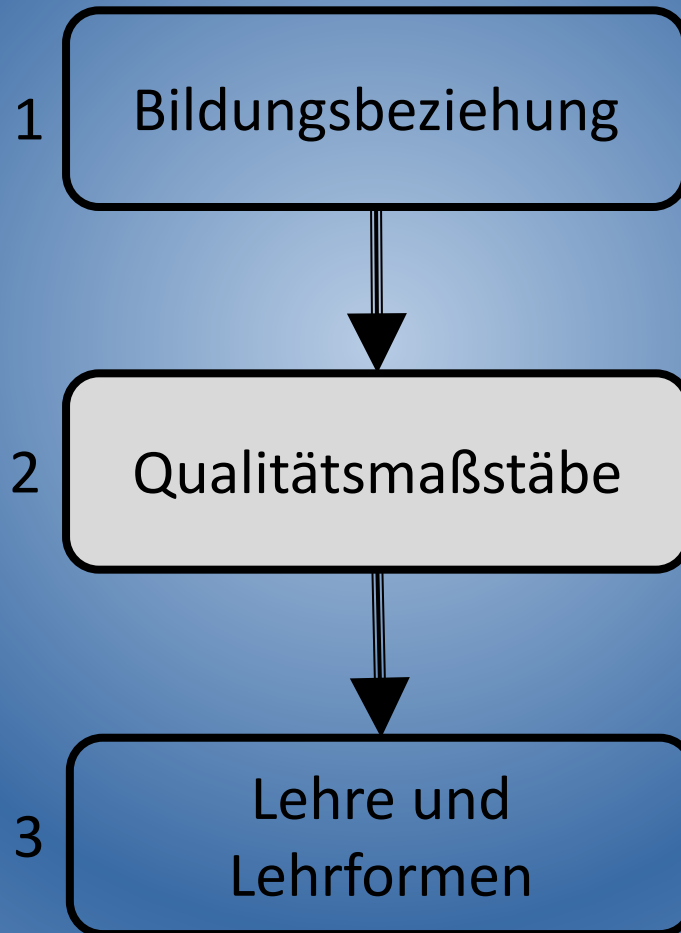 1 Bildungsbeziehung
2 Qualitätsmaßstäbe
3 Lehre und
Lehrformen